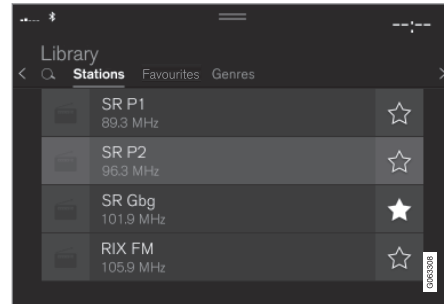 --:--
Library
Stations Favourites Genres
SR P1
89.3 MHz
SR P2
96.3 MHz
SR Gbg
101.9 MHz
RIX FM
105.9 MHz
G063308